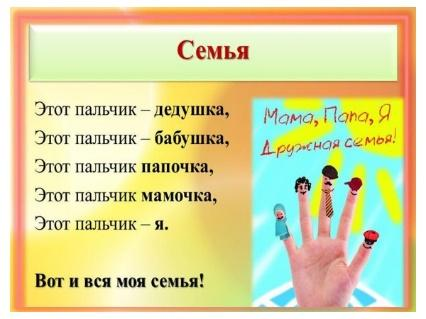 Семья
Этот пальчик – дедушка,
Этот пальчик – бабушка,
Этот пальчик папочка,
Этот пальчик мамочка,
Этот пальчик – я.
Вот и вся моя семья!
Мама, Папа, Я
Дружная семья!